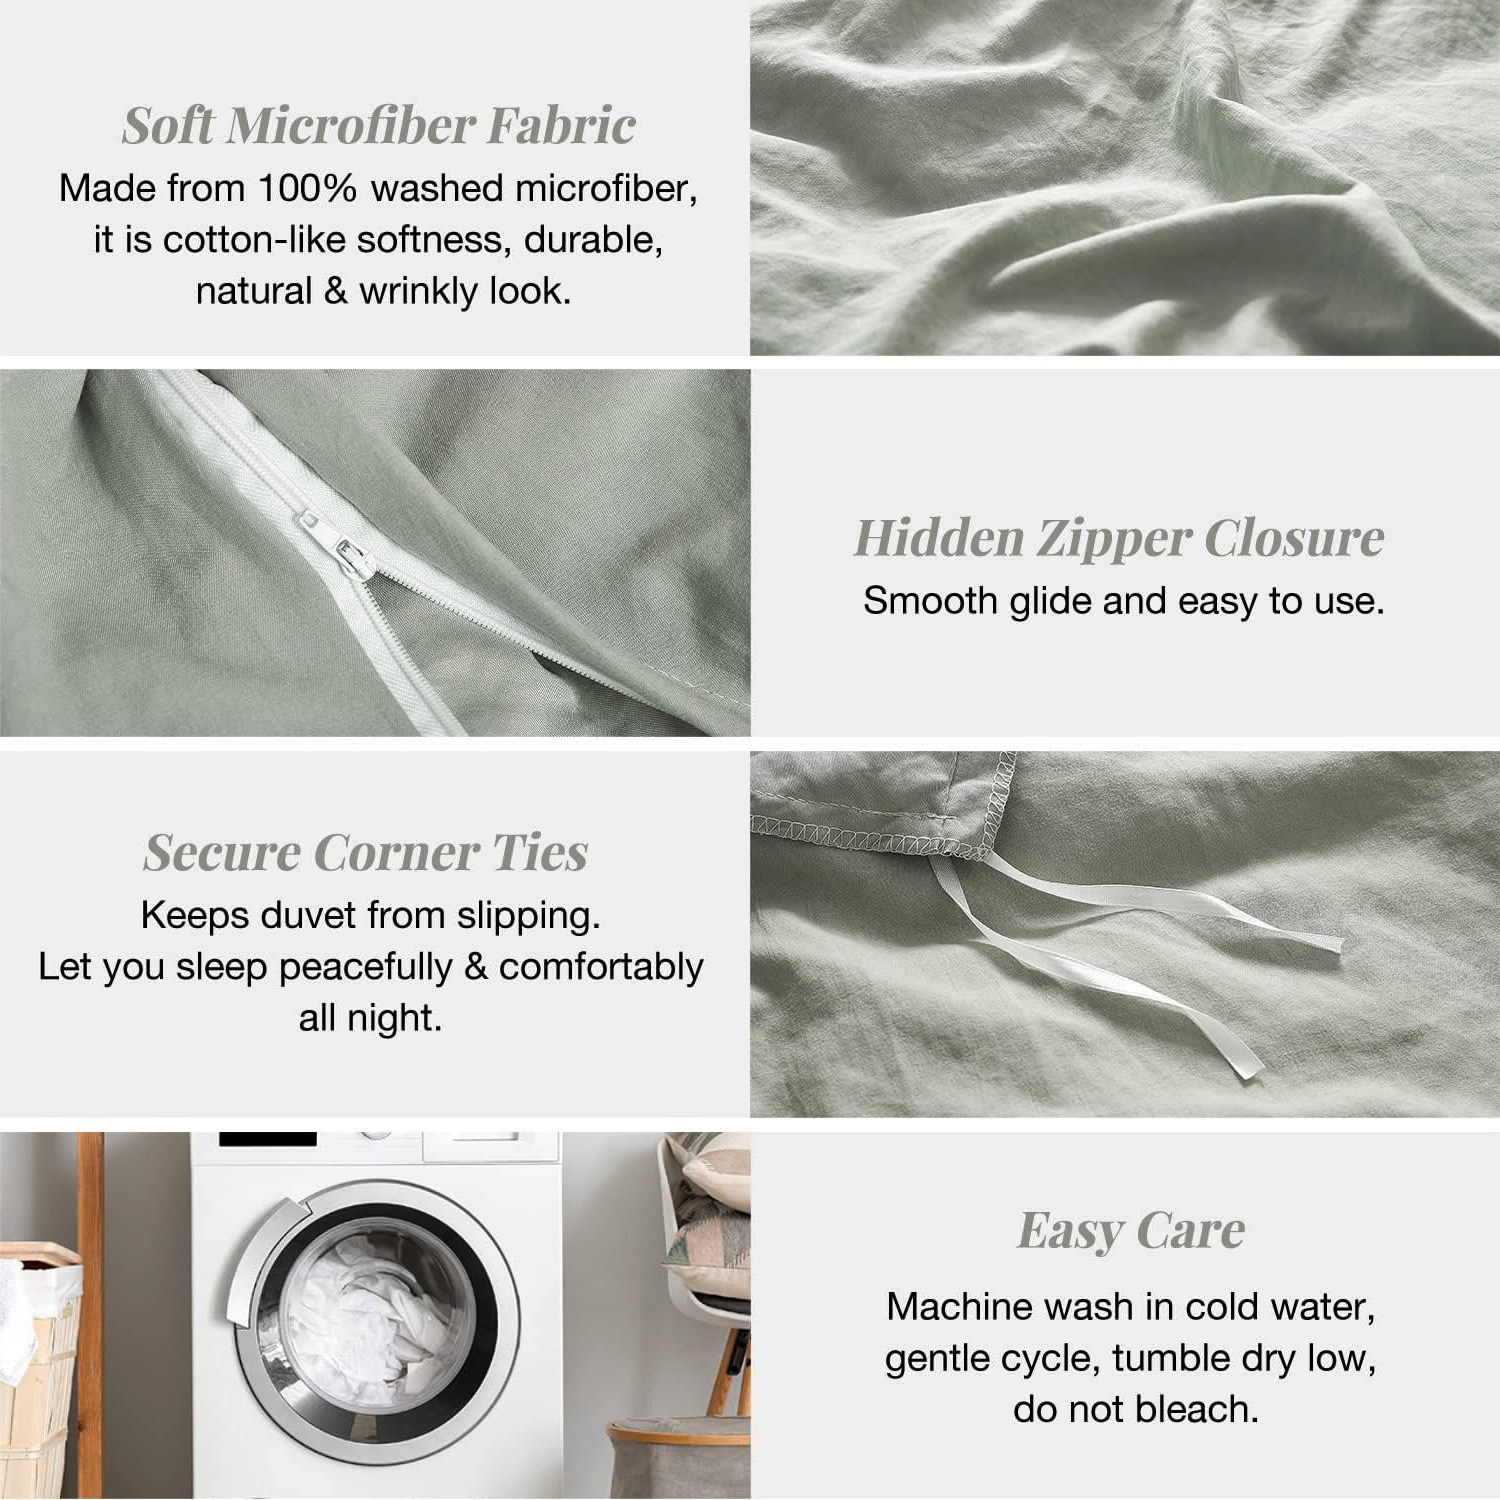 Soft Microfiber Fabric
Made from 100% washed microfiber,
it is cotton-like softness, durable,
natural & wrinkly look.
Hidden Zipper Closure
Smooth glide and easy to use.
Secure Corner Ties
Keeps duvet from slipping.
Let you sleep peacefully & comfortably
all night.
Easy Care
Machine wash in cold water,
gentle cycle, tumble dry low,
do not bleach.